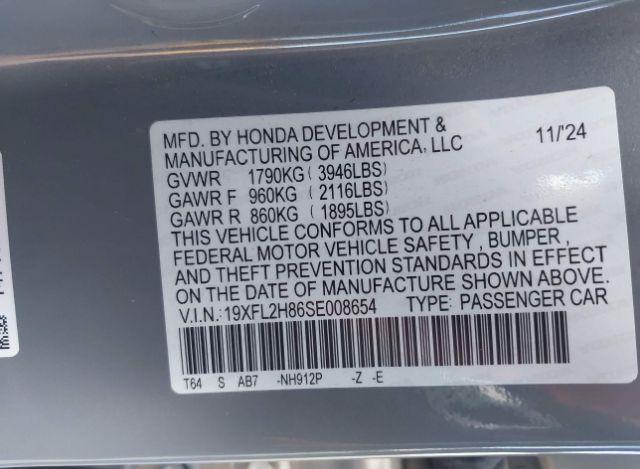 MFD. BY HONDA DEVELOPMENT &
MANUFACTURING OF AMERICA, LLC 11/'24
GVWR 1790KG ( 3946LBS)
GAWR F 960KG ( 2116LBS)
GAWR R 860KG ( 1895LBS)
THIS VEHICLE CONFORMS TO ALL APPLICABLE
FEDERAL MOTOR VEHICLE SAFETY , BUMPER ,
AND THEFT PREVENTION STANDARDS IN EFFECT
ON THE DATE OF MANUFACTURE SHOWN ABOVE.
V.I.N.:19XFL2H86SE008654 TYPE: PASSENGER CAR
T64 S AB7 -NH912P -Z -E